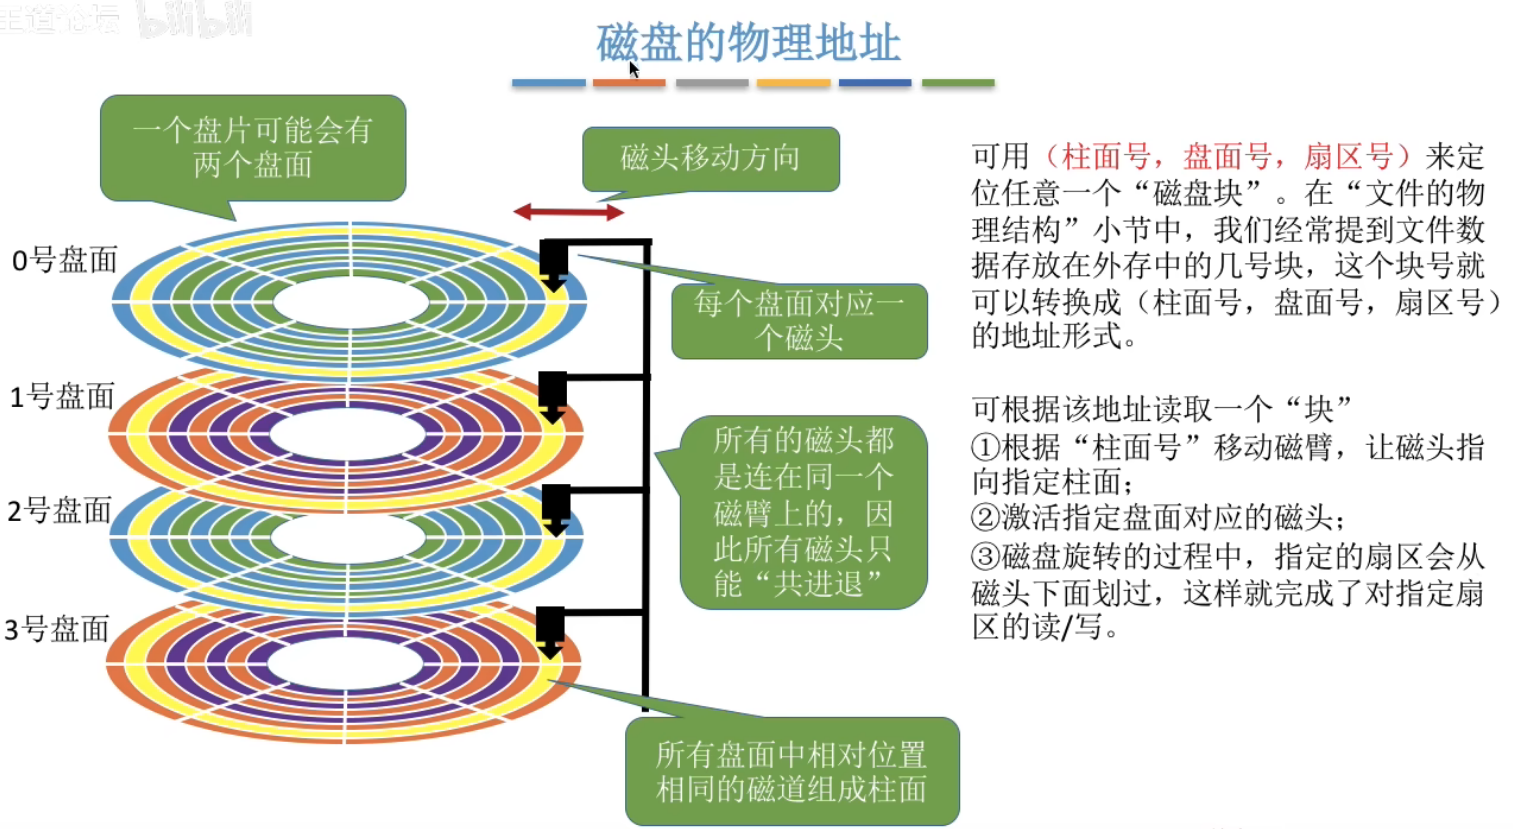 王道论坛 bilibili
磁盘的物理地址
一个盘片可能会有
两个盘面
磁头移动方向
0号盘面
每个盘面对应一
个磁头
1号盘面
所有的磁头都
是连在同一个
磁臂上的，因
此所有磁头只
能“共进退”
2号盘面
3号盘面
所有盘面中相对位置
相同的磁道组成柱面
可用（柱面号，盘面号，扇区号）来定
位任意一个“磁盘块”。在“文件的物
理结构”小节中，我们经常提到文件数
据存放在外存中的几号块，这个块号就
可以转换成（柱面号，盘面号，扇区号）
的地址形式。
可根据该地址读取一个“块”
①根据“柱面号”移动磁臂，让磁头指
向指定柱面；
②激活指定盘面对应的磁头；
③磁盘旋转的过程中，指定的扇区会从
磁头下面划过，这样就完成了对指定扇
区的读/写。